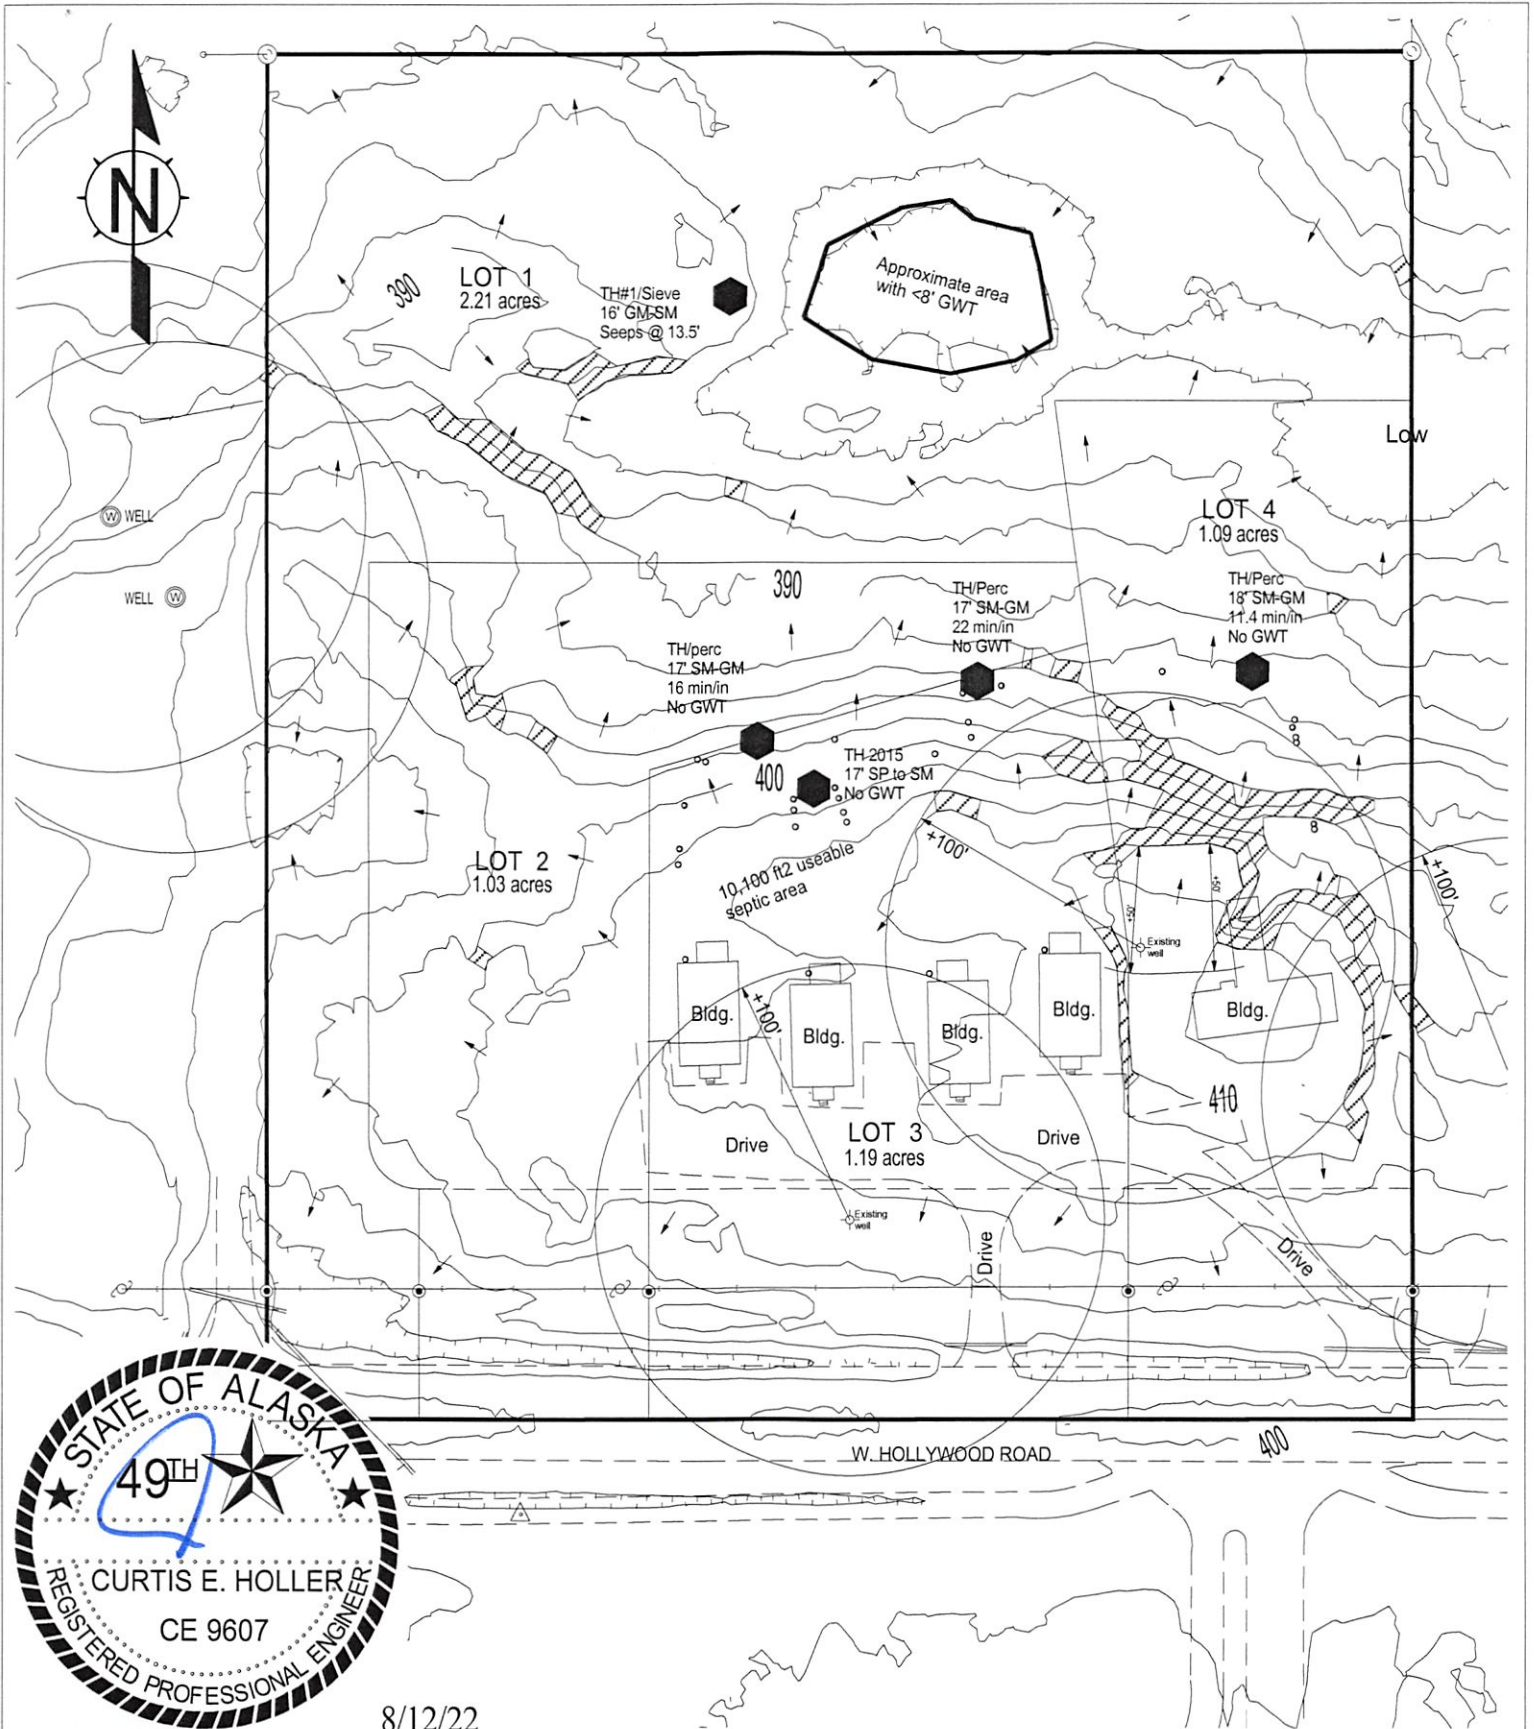 N
LOT 1
2.21 acres
390
TH#1/Sieve
16' GM-SM
Seeps @ 13.5'
Approximate area
with <8' GWT
Low
LOT 4
1.09 acres
W WELL
WELL W
390
TH/Perc
17' SM-GM
22 min/in
No GWT
TH/Perc
18' SM-GM
11.4 min/in
No GWT
TH/perc
17' SM-GM
16 min/in
No GWT
400
TH 2015
17' SP to SM
No GWT
+100'
LOT 2
1.03 acres
10,100 ft2 useable
septic area
+50'
+50'
+100'
Existing
well
Bldg.
Bldg.
Bldg.
Bldg.
Bldg.
+100'
410
Drive
LOT 3
1.19 acres
Drive
Existing
well
Drive
Drive
W. HOLLYWOOD ROAD
400
STATE OF ALASKA
49TH
CURTIS E. HOLLER
CE 9607
REGISTERED PROFESSIONAL ENGINEER
8/12/22